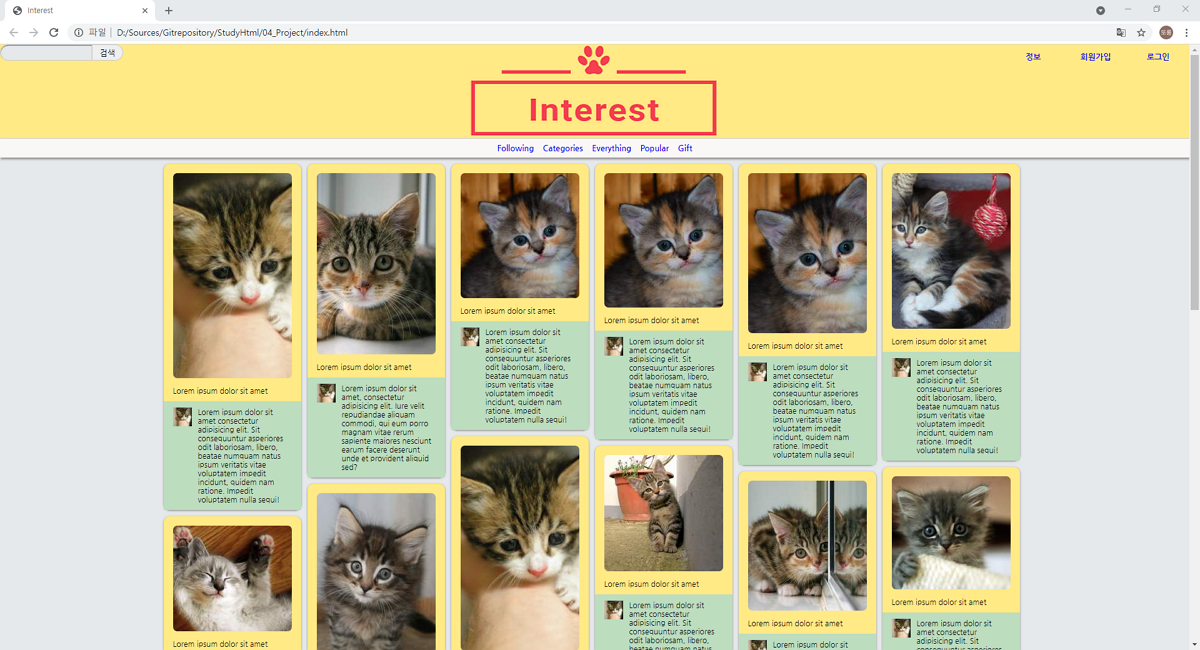 Interest
파일 D:/Sources/Gitrepository/StudyHtml/04_Project/index.html
검색
정보 회원가입 로그인
Interest
Following Categories Everything Popular Gift
Lorem ipsum dolor sit amet
Lorem ipsum dolor sit
amet consectetur
adipisicing elit. Sit
consequuntur asperiores
odit laboriosam, libero,
beatae numquam natus
ipsum veritatis vitae
voluptatem impedit
incidunt, quidem nam
ratione. Impedit
voluptatem nulla sequi!
Lorem ipsum dolor sit amet
Lorem ipsum dolor sit amet
Lorem ipsum dolor sit
amet, consectetur
adipisicing elit. Iure velit
repudiandae aliquam
commodi, qui eum porro
magnam vitae rerum
sapiente maiores nesciunt
earum facere deserunt
unde et provident aliquid
sed?
Lorem ipsum dolor sit amet
Lorem ipsum dolor sit
amet consectetur
adipisicing elit. Sit
consequuntur asperiores
odit laboriosam, libero,
beatae numquam natus
ipsum veritatis vitae
voluptatem impedit
incidunt, quidem nam
ratione. Impedit
voluptatem nulla sequi!
Lorem ipsum dolor sit amet
Lorem ipsum dolor sit
amet consectetur
adipisicing elit. Sit
consequuntur asperiores
odit laboriosam, libero,
beatae numquam natus
ipsum veritatis vitae
voluptatem impedit
incidunt, quidem nam
ratione. Impedit
voluptatem nulla sequi!
Lorem ipsum dolor sit amet
Lorem ipsum dolor sit
amet consectetur
adipisicing elit. Sit
consequuntur asperiores
Lorem ipsum dolor sit amet
Lorem ipsum dolor sit
amet consectetur
adipisicing elit. Sit
consequuntur asperiores
odit laboriosam, libero,
beatae numquam natus
ipsum veritatis vitae
voluptatem impedit
incidunt, quidem nam
ratione. Impedit
voluptatem nulla sequi!
Lorem ipsum dolor sit amet
Lorem ipsum dolor sit
Lorem ipsum dolor sit amet
Lorem ipsum dolor sit
amet consectetur
adipisicing elit. Sit
consequuntur asperiores
odit laboriosam, libero,
beatae numquam natus
ipsum veritatis vitae
voluptatem impedit
incidunt, quidem nam
ratione. Impedit
voluptatem nulla sequi!
Lorem ipsum dolor sit amet
Lorem ipsum dolor sit
amet consectetur
adipisicing elit. Sit